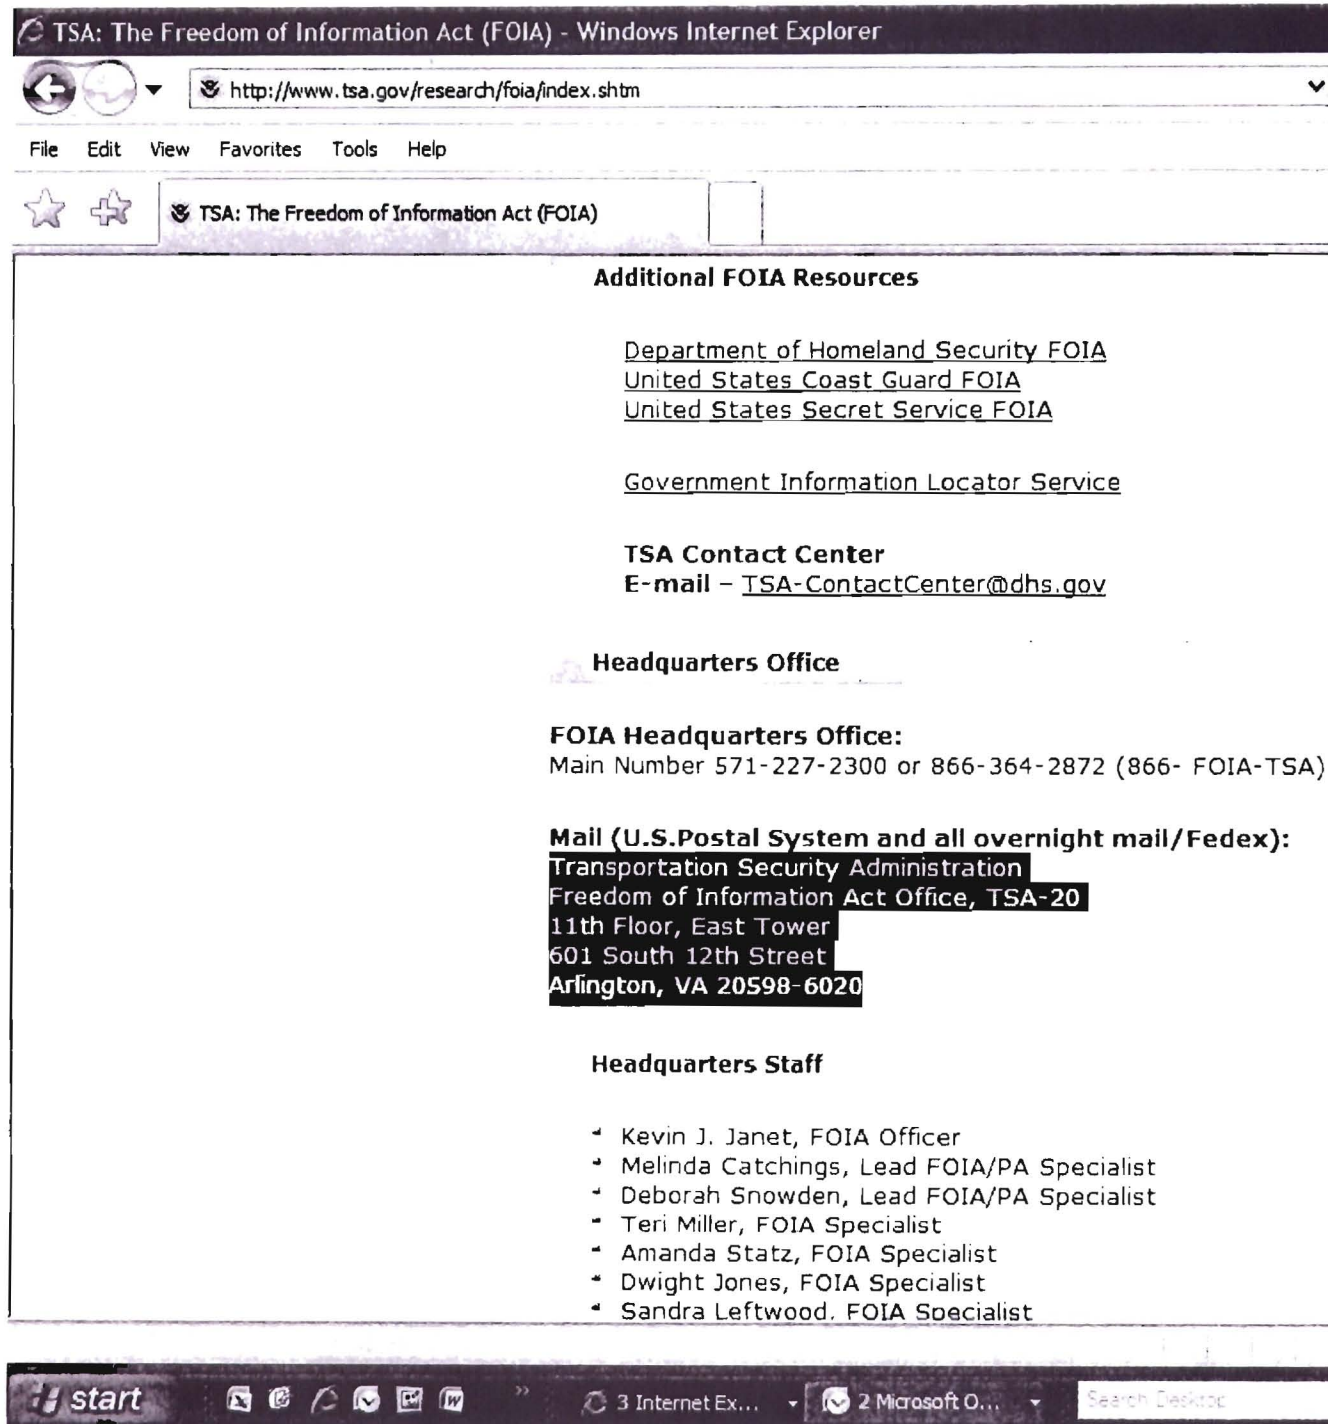 TSA: The Freedom of Information Act (FOIA) - Windows Internet Explorer
http://www.tsa.gov/research/foia/index.shtm
File Edit View Favorites Tools Help
TSA: The Freedom of Information Act (FOIA)
Additional FOIA Resources
Department of Homeland Security FOIA
United States Coast Guard FOIA
United States Secret Service FOIA
Government Information Locator Service
TSA Contact Center
E-mail – TSA-ContactCenter@dhs.gov
Headquarters Office
FOIA Headquarters Office:
Main Number 571-227-2300 or 866-364-2872 (866- FOIA-TSA)
Mail (U.S.Postal System and all overnight mail/Fedex):
Transportation Security Administration
Freedom of Information Act Office, TSA-20
11th Floor, East Tower
601 South 12th Street
Arlington, VA 20598-6020
Headquarters Staff
Kevin J. Janet, FOIA Officer
Melinda Catchings, Lead FOIA/PA Specialist
Deborah Snowden, Lead FOIA/PA Specialist
Teri Miller, FOIA Specialist
Amanda Statz, FOIA Specialist
Dwight Jones, FOIA Specialist
Sandra Leftwood, FOIA Specialist
start » 3 Internet Ex... 2 Microsoft O... Search Desktop